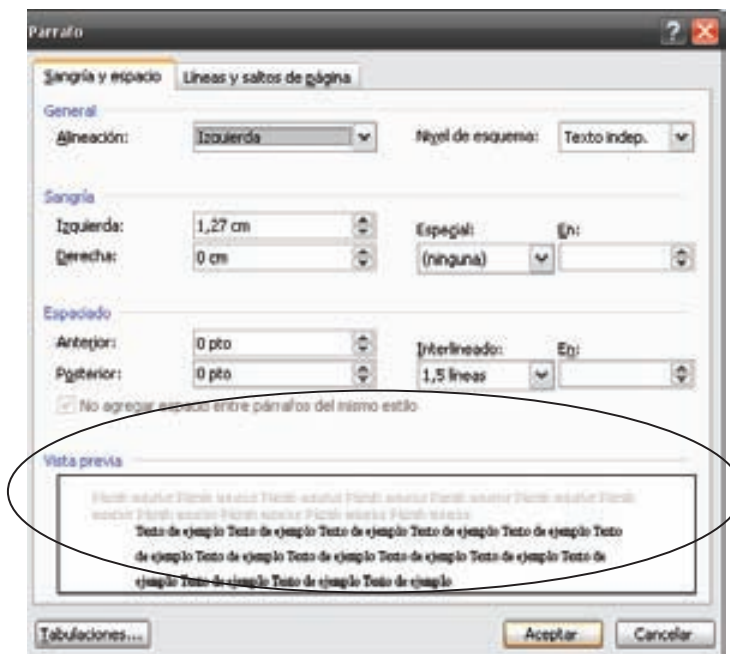 Párrafo
Sangría y espacio Líneas y saltos de página
General
Alineación: Izquierda Nivel de esquema: Texto indep.
Sangría
Izquierda: 1,27 cm Especial: En:
Derecha: 0 cm (ninguna)
Espaciado
Anterior: 0 pto Interlineado: En:
Posterior: 0 pto 1,5 líneas
No agregar espacio entre párrafos del mismo estilo
Vista previa
Texto de ejemplo Texto de ejemplo Texto de ejemplo Texto de ejemplo Texto de ejemplo Texto
de ejemplo Texto de ejemplo Texto de ejemplo Texto de ejemplo Texto de ejemplo Texto de
ejemplo Texto de ejemplo Texto de ejemplo Texto de ejemplo
Tabulaciones... Aceptar Cancelar